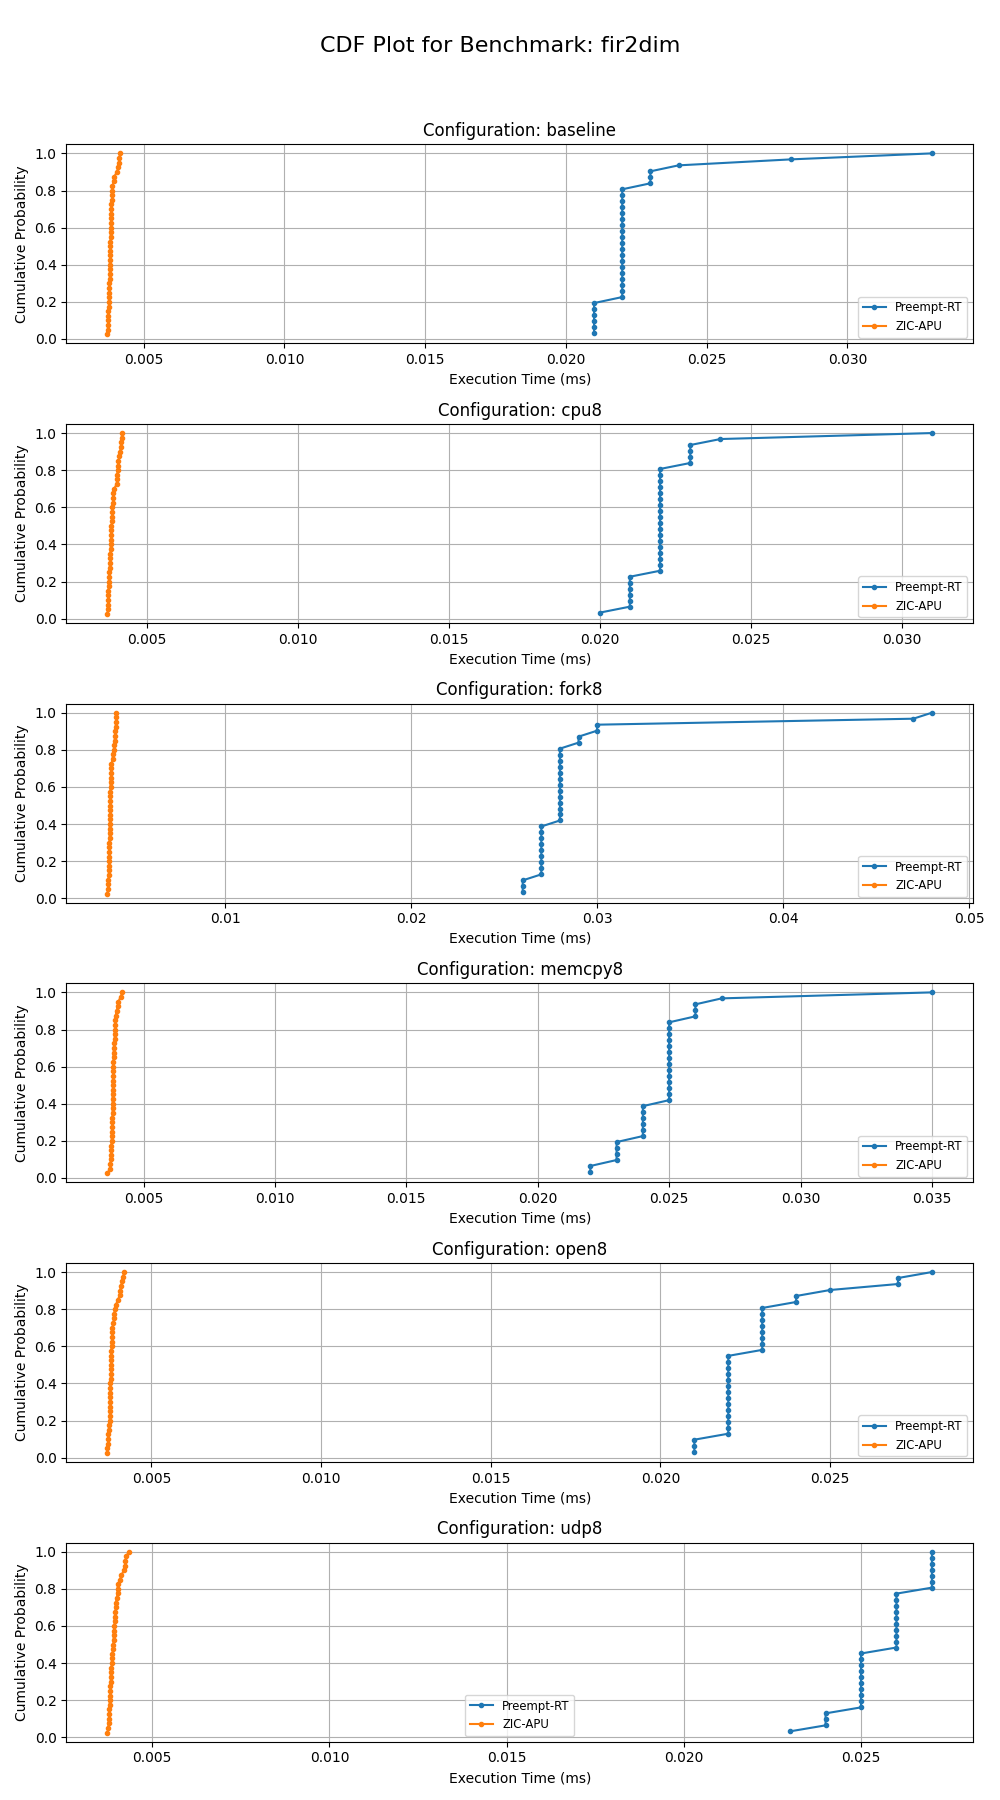 CDF Plot for Benchmark: fir2dim
Configuration: baseline
Cumulative Probability
1.0
0.8
0.6
0.4
0.2
0.0
Preempt-RT
ZIC-APU
0.005 0.010 0.015 0.020 0.025 0.030
Execution Time (ms)
Configuration: cpu8
Cumulative Probability
1.0
0.8
0.6
0.4
0.2
0.0
Preempt-RT
ZIC-APU
0.005 0.010 0.015 0.020 0.025 0.030
Execution Time (ms)
Configuration: fork8
Cumulative Probability
1.0
0.8
0.6
0.4
0.2
0.0
Preempt-RT
ZIC-APU
0.01 0.02 0.03 0.04 0.05
Execution Time (ms)
Configuration: memcpy8
Cumulative Probability
1.0
0.8
0.6
0.4
0.2
0.0
Preempt-RT
ZIC-APU
0.005 0.010 0.015 0.020 0.025 0.030 0.035
Execution Time (ms)
Configuration: open8
Cumulative Probability
1.0
0.8
0.6
0.4
0.2
0.0
Preempt-RT
ZIC-APU
0.005 0.010 0.015 0.020 0.025
Execution Time (ms)
Configuration: udp8
Cumulative Probability
1.0
0.8
0.6
0.4
0.2
0.0
Preempt-RT
ZIC-APU
0.005 0.010 0.015 0.020 0.025
Execution Time (ms)